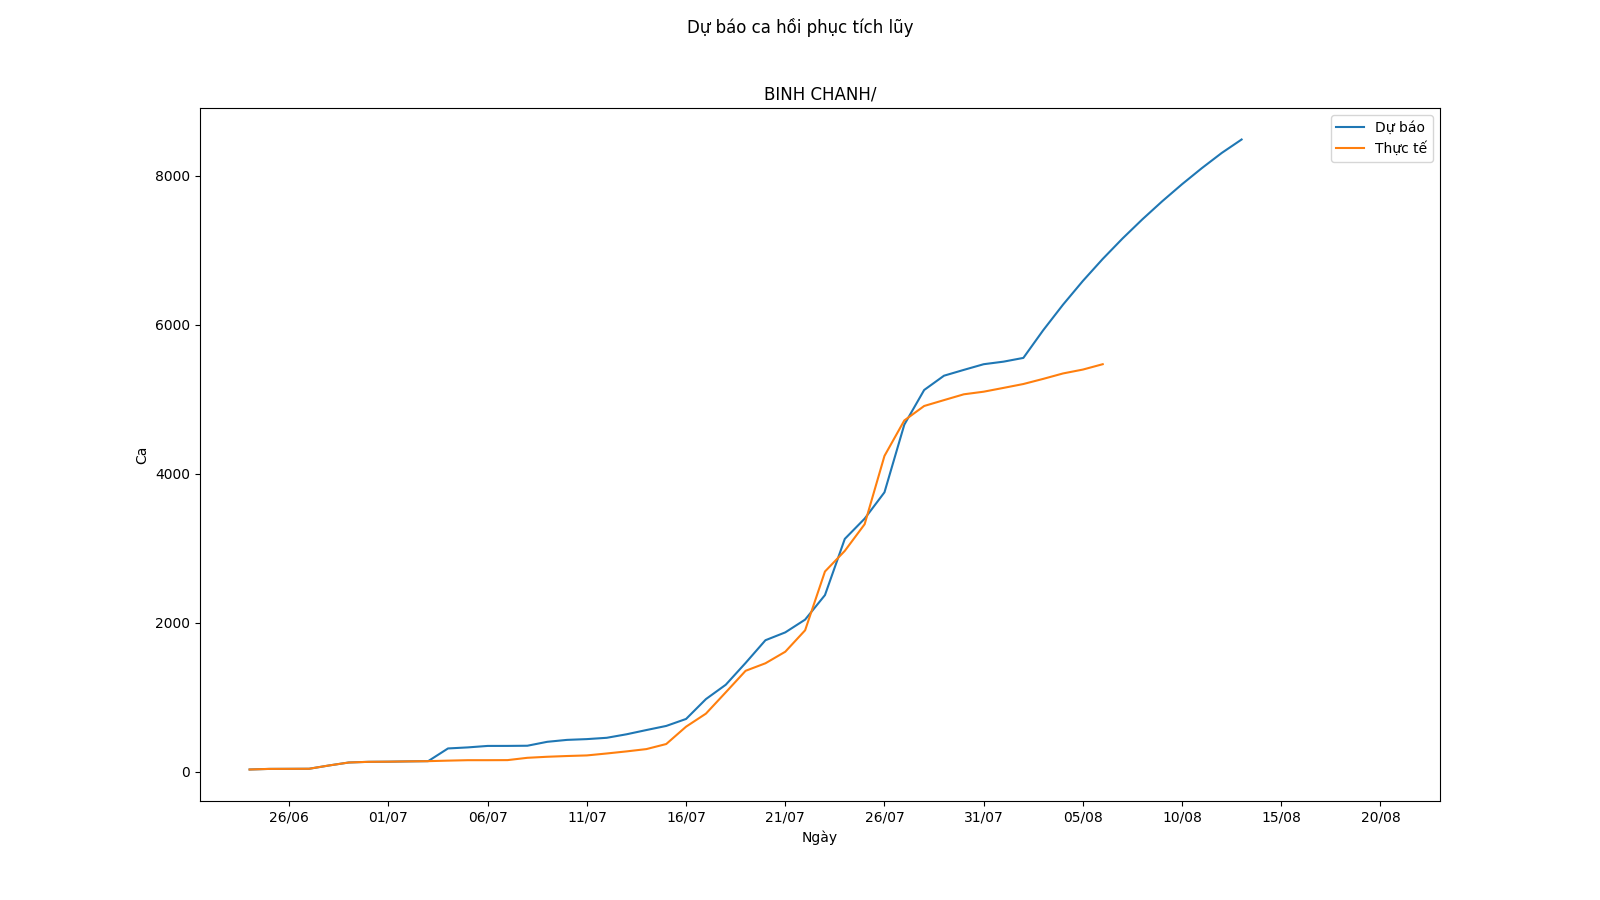 Dự báo ca hồi phục tích lũy
BINH CHANH/
Dự báo
Thực tế
8000
6000
4000
2000
0
Ca
26/06
01/07
06/07
11/07
16/07
21/07
26/07
31/07
05/08
10/08
15/08
20/08
Ngày